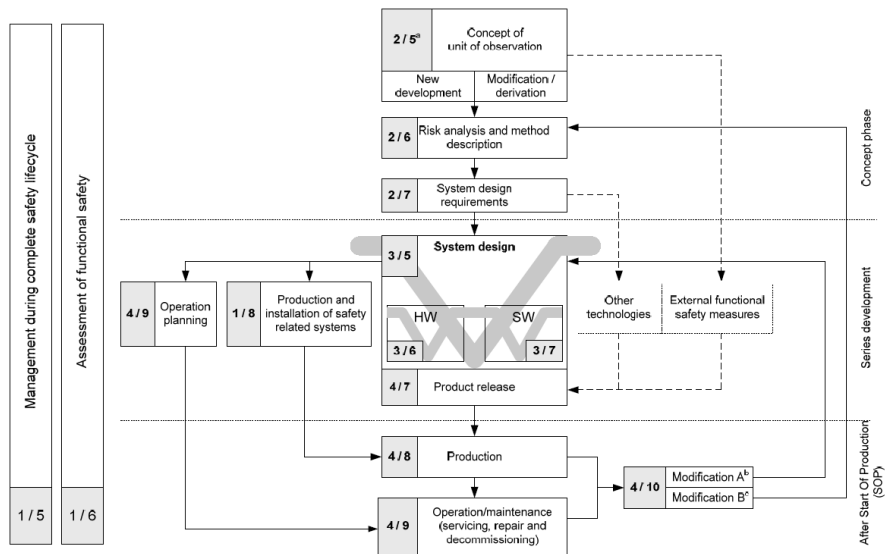 2 / 5ª
Concept of
unit of observation
New
development
Modification /
derivation
2 / 6
Risk analysis and method
description
2 / 7
System design
requirements
Concept phase
3 / 5
System design
4 / 9
Operation
planning
1 / 8
Production and
installation of safety
related systems
HW
3 / 6
SW
3 / 7
Other
technologies
External functional
safety measures
4 / 7
Product release
Series development
4 / 8
Production
4 / 9
Operation/maintenance
(servicing, repair and
decommissioning)
4 / 10
Modification Aᵇ
Modification Bᶜ
After Start Of Production
(SOP)
Management during complete safety lifecycle
1 / 5
Assessment of functional safety
1 / 6